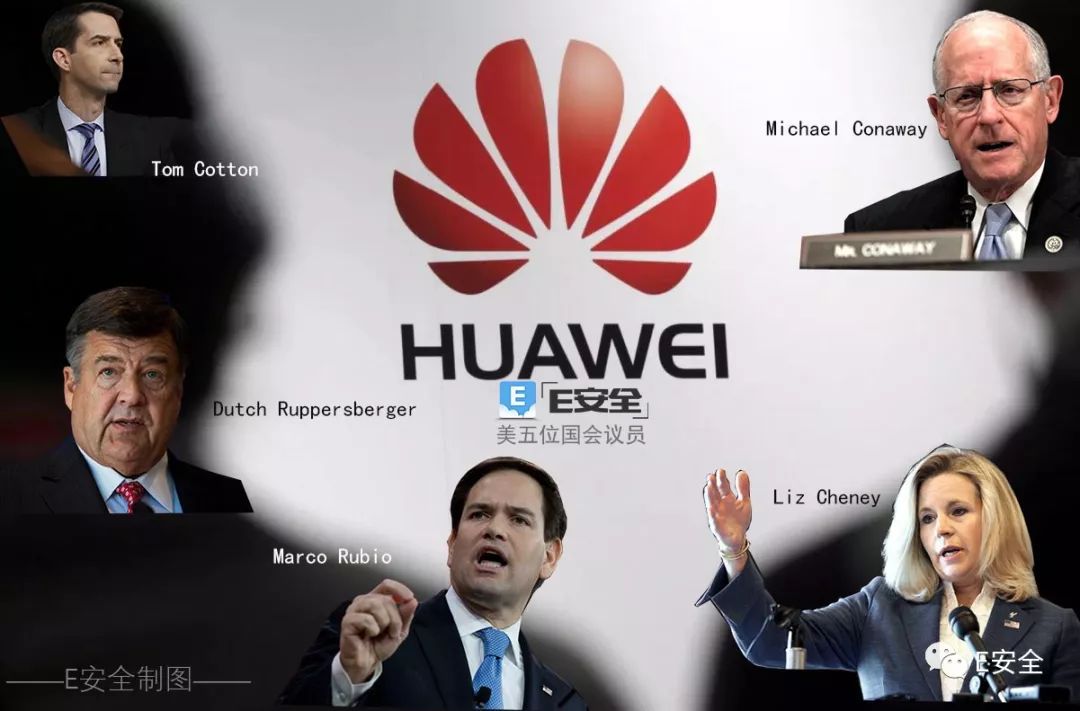 Tom Cotton
Michael Conaway
MR. CONAWAY
HUAWEI
E E安全
美五位国会议员
Dutch Ruppersberger
Liz Cheney
Marco Rubio
E安全
——E安全制图——